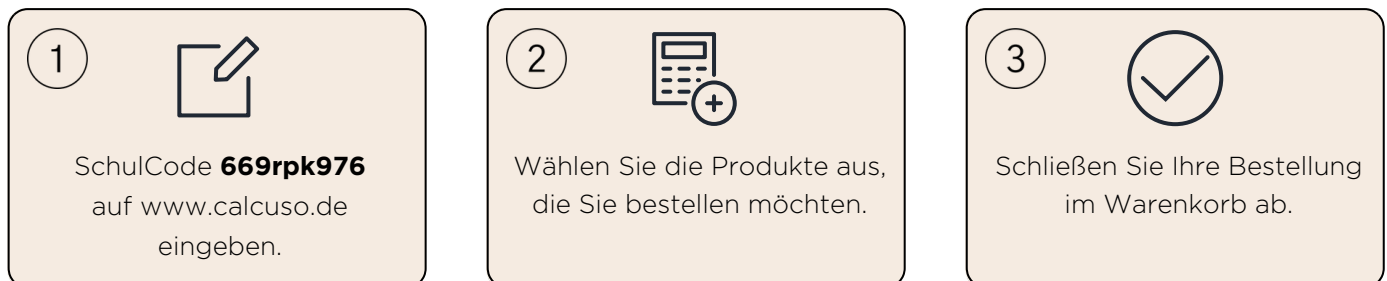 1
SchulCode 669rpk976
auf www.calcuso.de
eingeben.
2
Wählen Sie die Produkte aus,
die Sie bestellen möchten.
3
Schließen Sie Ihre Bestellung
im Warenkorb ab.